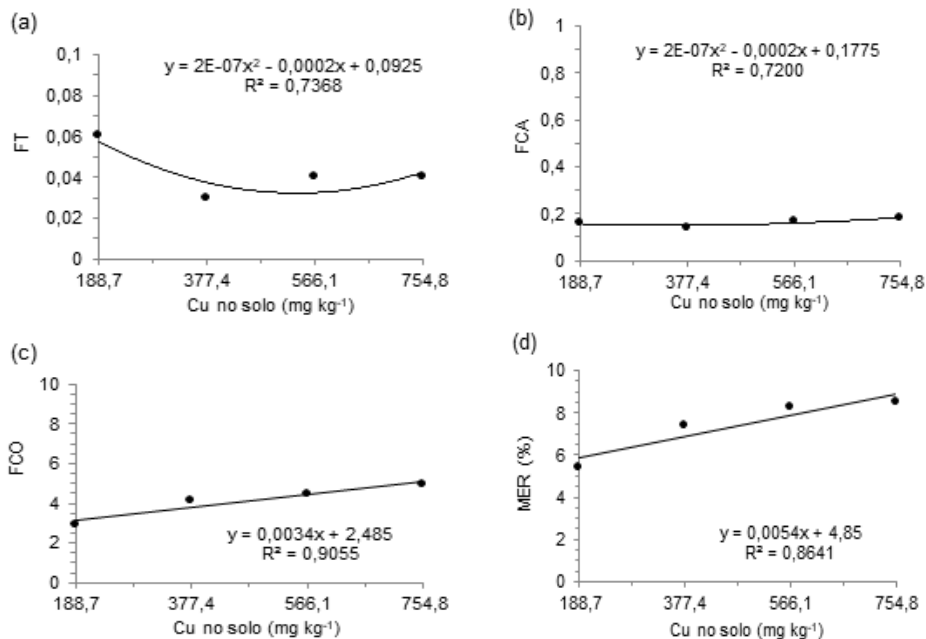 (a)
y = 2E-07x² - 0,0002x + 0,0925
R² = 0,7368
0,1
0,08
0,06
0,04
0,02
0
FT
188,7 377,4 566,1 754,8
Cu no solo (mg kg⁻¹)
(b)
y = 2E-07x² - 0,0002x + 0,1775
R² = 0,7200
1
0,8
0,6
0,4
0,2
0
FCA
188,7 377,4 566,1 754,8
Cu no solo (mg kg⁻¹)
(c)
10
8
6
4
2
0
FCO
y = 0,0034x + 2,485
R² = 0,9055
188,7 377,4 566,1 754,8
Cu no solo (mg kg⁻¹)
(d)
10
8
6
4
2
0
MER (%)
y = 0,0054x + 4,85
R² = 0,8641
188,7 377,4 566,1 754,8
Cu no solo (mg kg⁻¹)